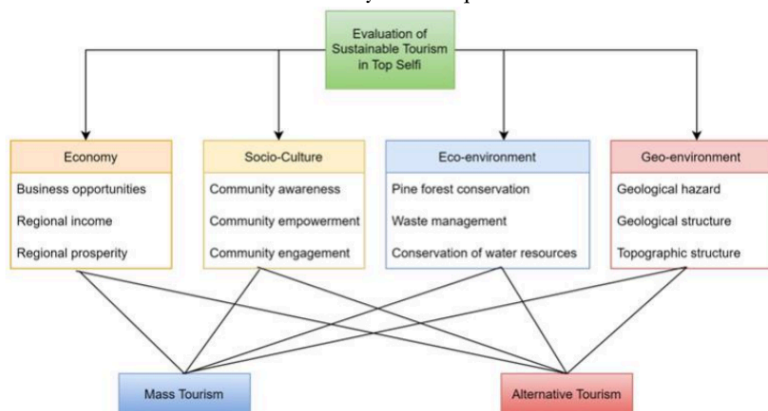 Evaluation of
Sustainable Tourism
in Top Selfi
Economy
Business opportunities
Regional income
Regional prosperity
Socio-Culture
Community awareness
Community empowerment
Community engagement
Eco-environment
Pine forest conservation
Waste management
Conservation of water resources
Geo-environment
Geological hazard
Geological structure
Topographic structure
Mass Tourism
Alternative Tourism